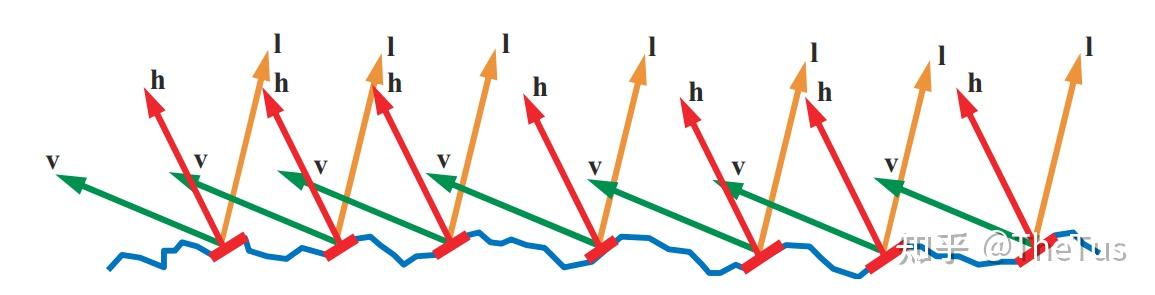 l l l l l l l
h h h h h h h
v v v v v v v
知乎 @TheTus